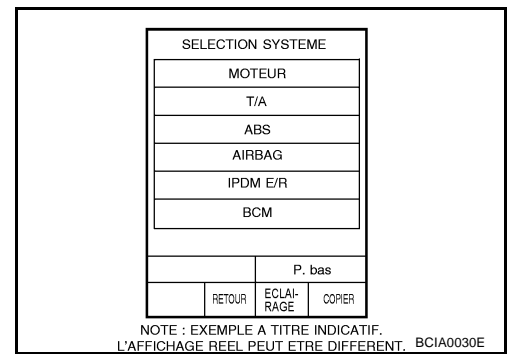 SELECTION SYSTEME
MOTEUR
T/A
ABS
AIRBAG
IPDM E/R
BCM
P. bas
RETOUR
ECLAI-
RAGE
COPIER
NOTE : EXEMPLE A TITRE INDICATIF.
L'AFFICHAGE REEL PEUT ETRE DIFFERENT.
BCIA0030E